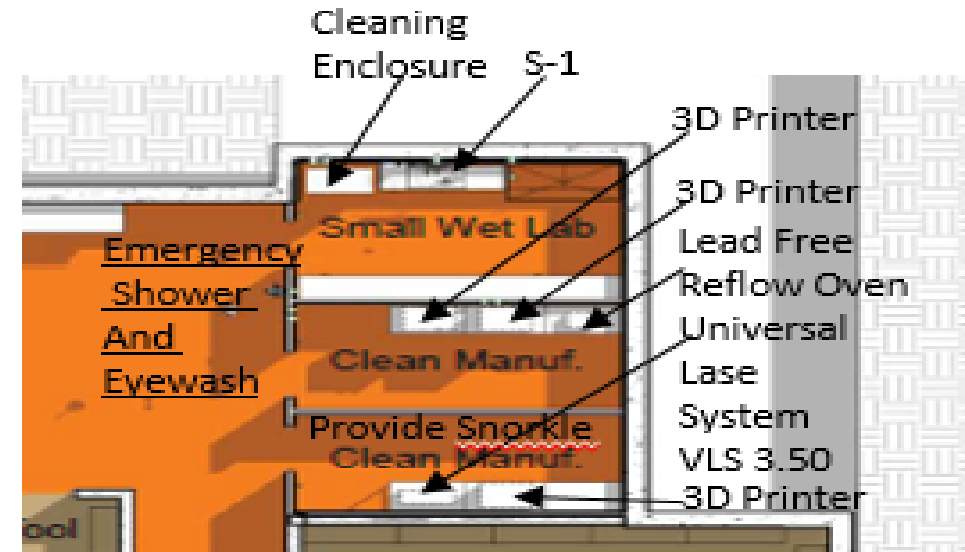 Cleaning
Enclosure
S-1
3D Printer
3D Printer
Small Wet Lab
Lead Free
Reflow Oven
Emergency
Shower
And
Eyewash
Universal
Lase
System
VLS 3.50
Clean Manuf.
Provide Snorkle
Clean Manuf.
3D Printer
ool